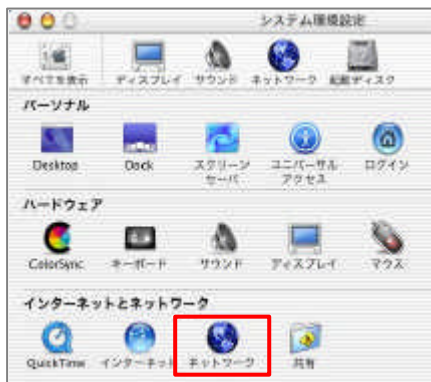 システム環境設定
すべてを表示 ディスプレイ サウンド ネットワーク 起動ディスク
パーソナル
Desktop Dock スクリーン ユニバーサル ログイン
セーバ アクセス
ハードウェア
ColorSync キーボード サウンド ディスプレイ マウス
インターネットとネットワーク
QuickTime インターネット ネットワーク 共有